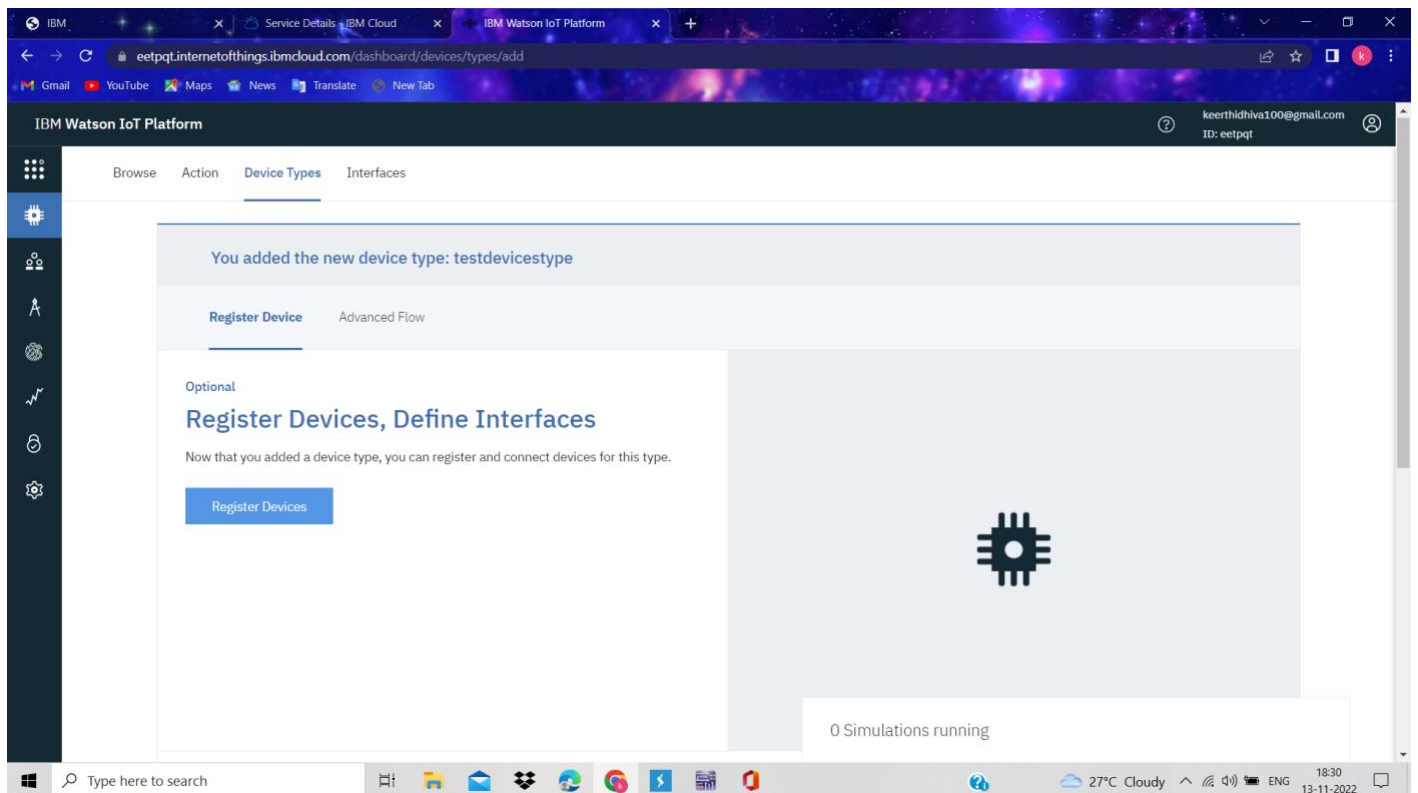 IBM
Service Details - IBM Cloud
IBM Watson IoT Platform
eetpqt.internetofthings.ibmcloud.com/dashboard/devices/types/add
k
Gmail YouTube Maps News Translate New Tab
IBM Watson IoT Platform
keerthidhiva100@gmail.com
ID: eetpqt
Browse Action Device Types Interfaces
You added the new device type: testdevicestype
Register Device Advanced Flow
Optional
Register Devices, Define Interfaces
Now that you added a device type, you can register and connect devices for this type.
Register Devices
0 Simulations running
Type here to search
27°C Cloudy ENG
18:30
13-11-2022